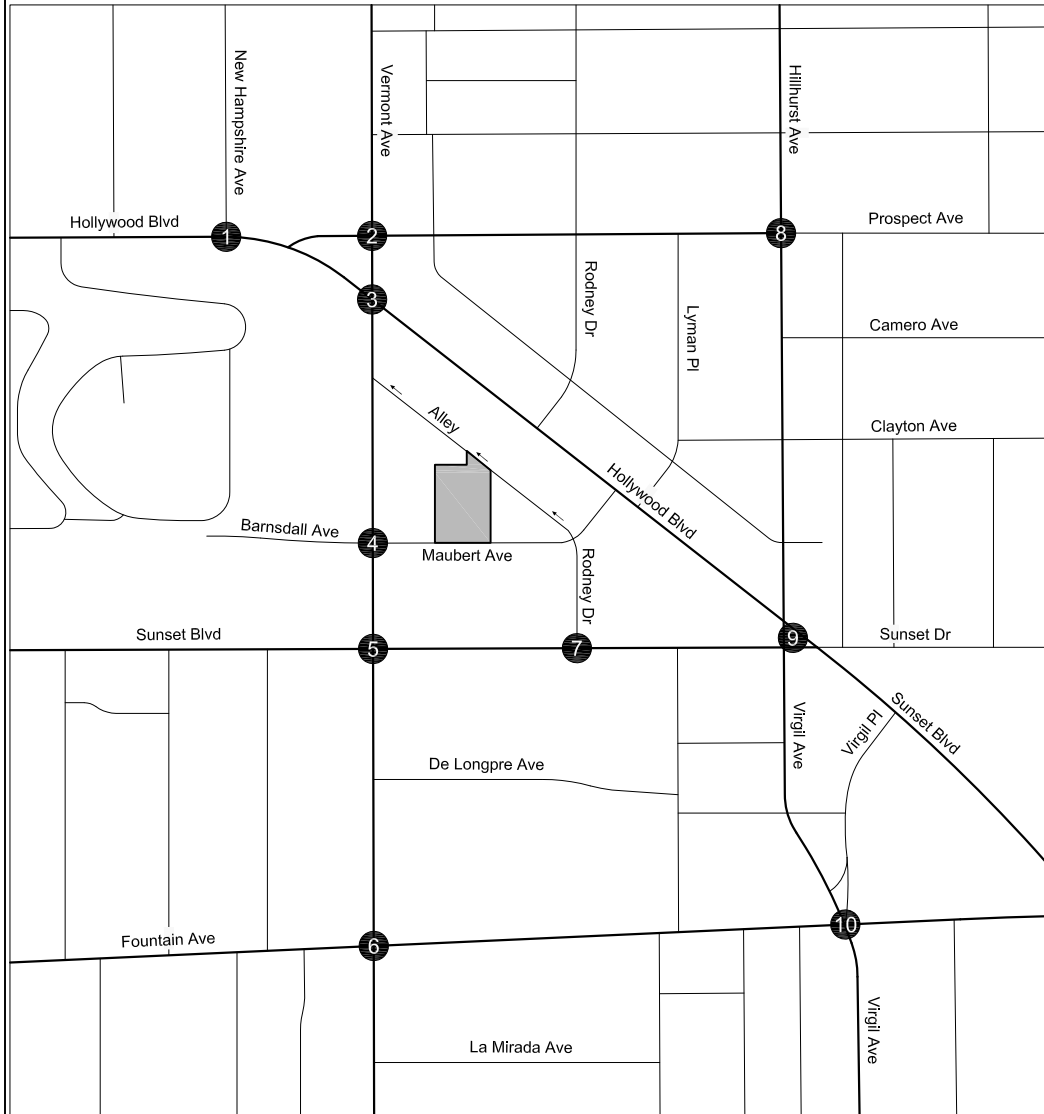 New Hampshire Ave
Vermont Ave
Hillhurst Ave
Hollywood Blvd
1
2
8
Prospect Ave
3
Rodney Dr
Lyman Pl
Camero Ave
Alley
Clayton Ave
Hollywood Blvd
Barnsdall Ave
4
Maubert Ave
Rodney Dr
Sunset Blvd
5
7
9
Sunset Dr
Virgil Ave
Virgil Pl
Sunset Blvd
De Longpre Ave
Fountain Ave
6
10
Virgil Ave
La Mirada Ave